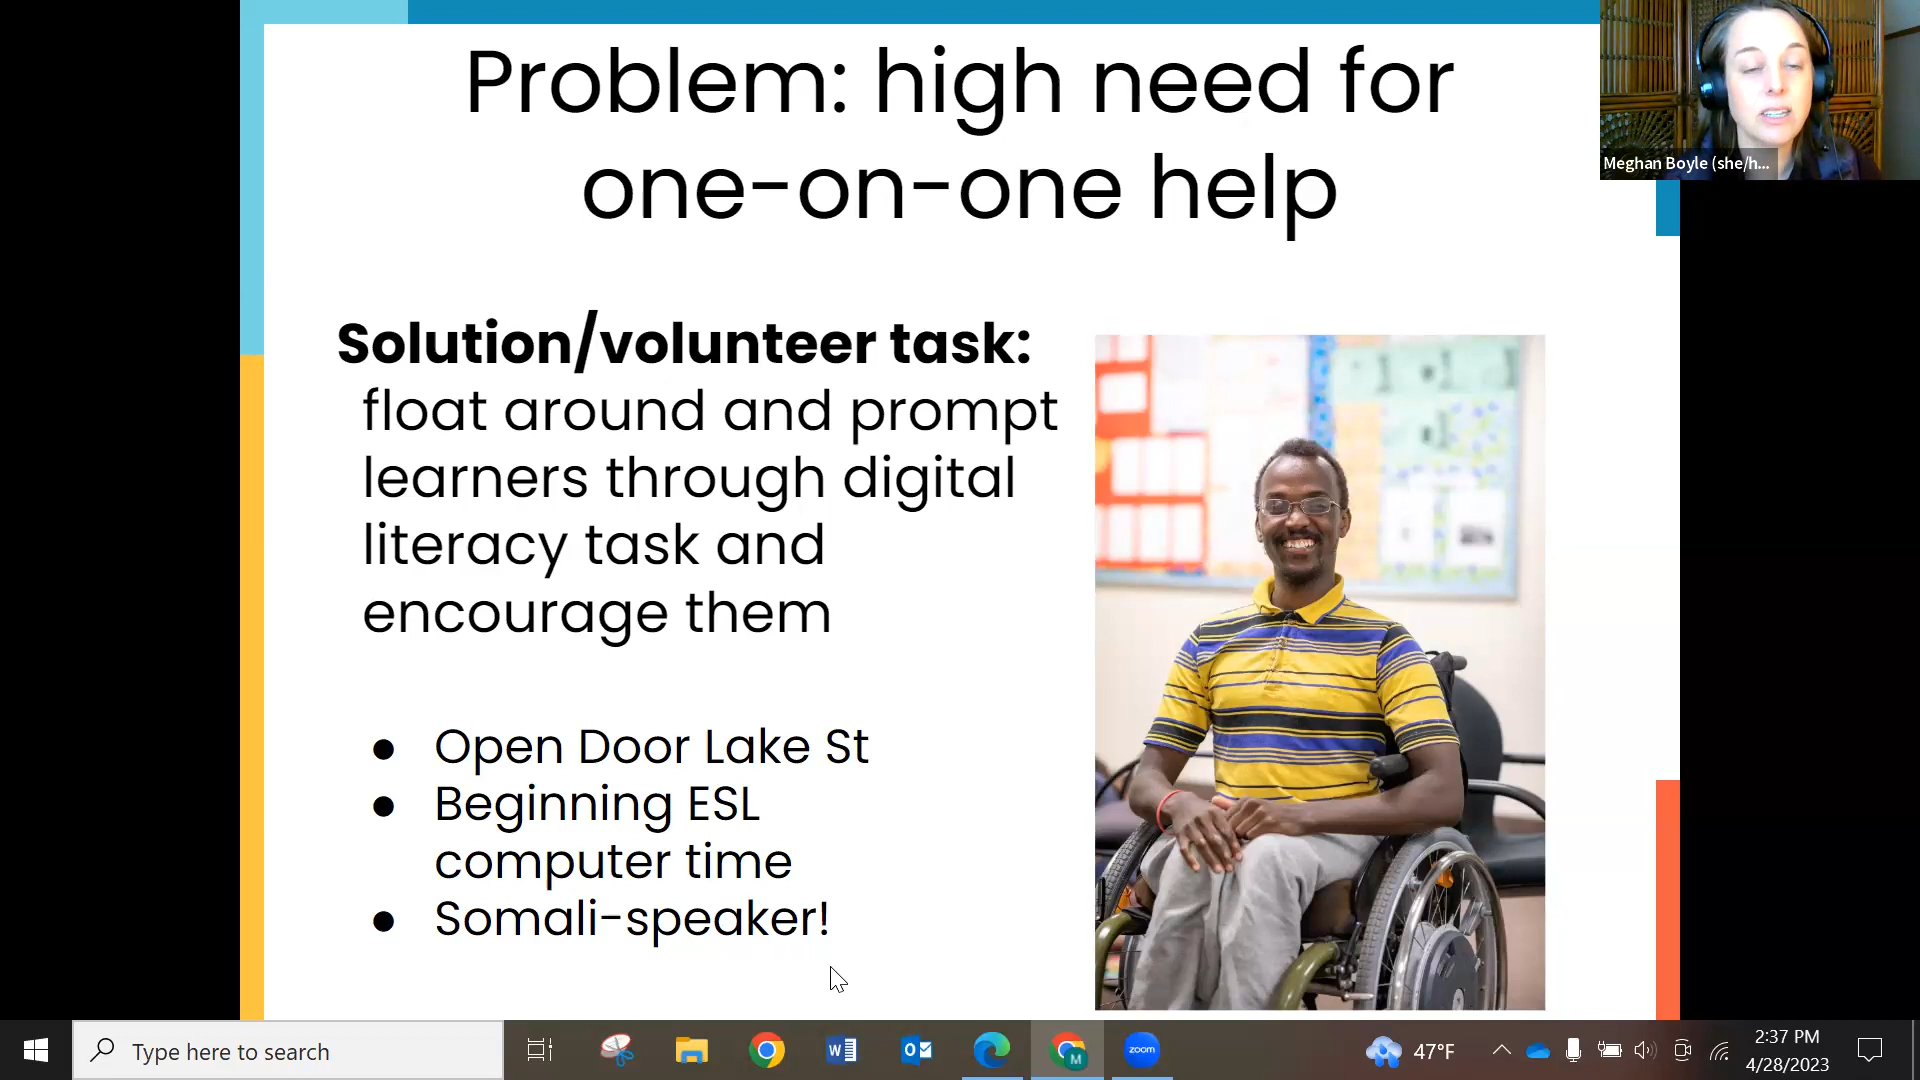 Problem: high need for
one-on-one help
Meghan Boyle (she/h...
Solution/volunteer task:
float around and prompt
learners through digital
literacy task and
encourage them
● Open Door Lake St
● Beginning ESL
computer time
● Somali-speaker!
Type here to search
zoom
M
47°F
2:37 PM
4/28/2023